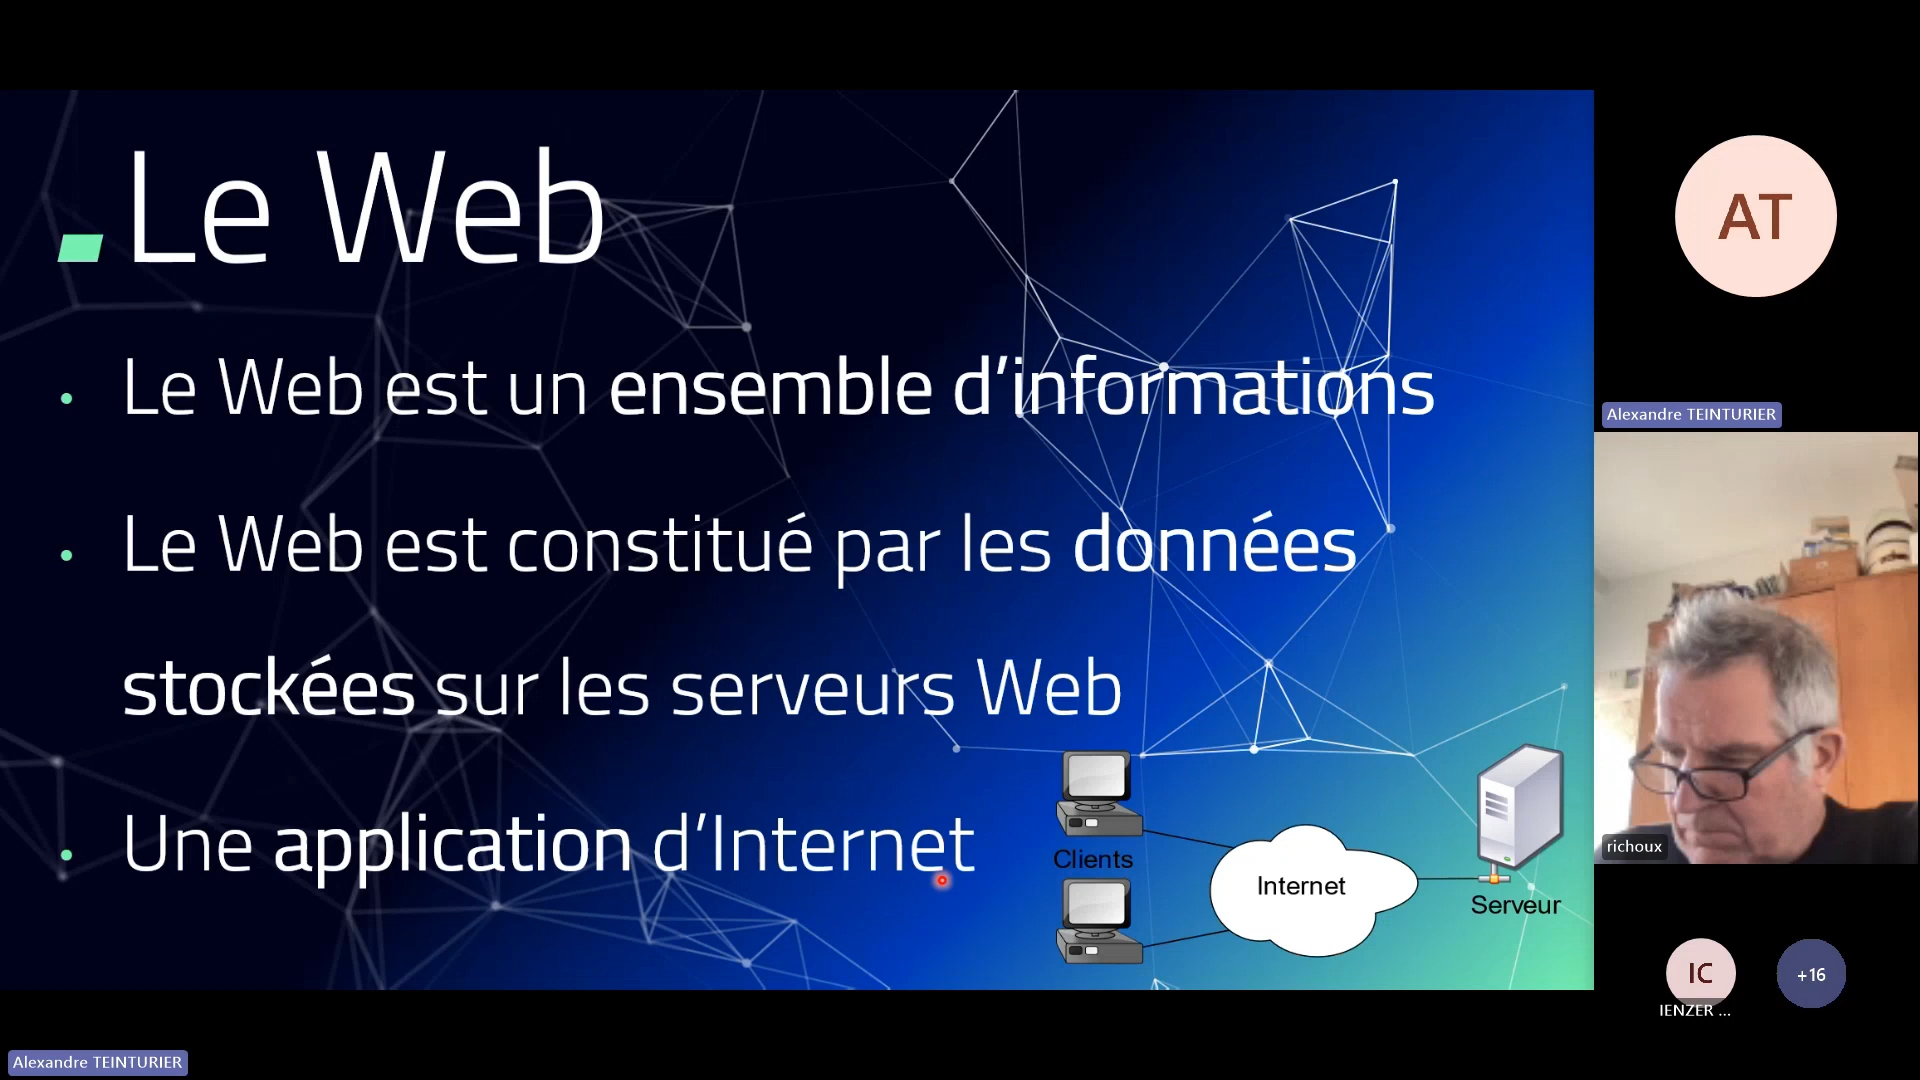 Le Web
Le Web est un ensemble d’informations
Le Web est constitué par les données
stockées sur les serveurs Web
Une application d’Internet
Clients
Internet
Serveur
AT
Alexandre TEINTURIER
richoux
IC
IENZER ...
+16
Alexandre TEINTURIER